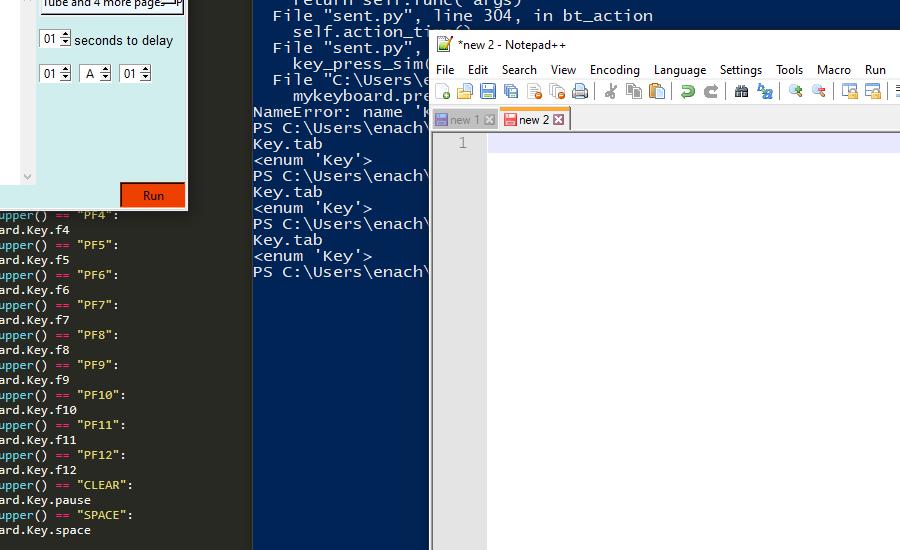 Tube and 4 more pages
01 seconds to delay
01 A 01
Run
upper() == "PF4":
ard.Key.f4
upper() == "PF5":
ard.Key.f5
upper() == "PF6":
ard.Key.f6
upper() == "PF7":
ard.Key.f7
upper() == "PF8":
ard.Key.f8
upper() == "PF9":
ard.Key.f9
upper() == "PF10":
ard.Key.f10
upper() == "PF11":
ard.Key.f11
upper() == "PF12":
ard.Key.f12
upper() == "CLEAR":
ard.Key.pause
upper() == "SPACE":
ard.Key.space
return self.func(*args)
File "sent.py", line 304, in bt_action
self.action_ti
File "sent.py",
key_press_sim(
File "C:\Users\e
mykeyboard.pre
NameError: name 'K
PS C:\Users\enach\
Key.tab
<enum 'Key'>
PS C:\Users\enach\
Key.tab
<enum 'Key'>
PS C:\Users\enach\
Key.tab
<enum 'Key'>
PS C:\Users\enach\
*new 2 - Notepad++
File Edit Search View Encoding Language Settings Tools Macro Run
new 1 new 2
1